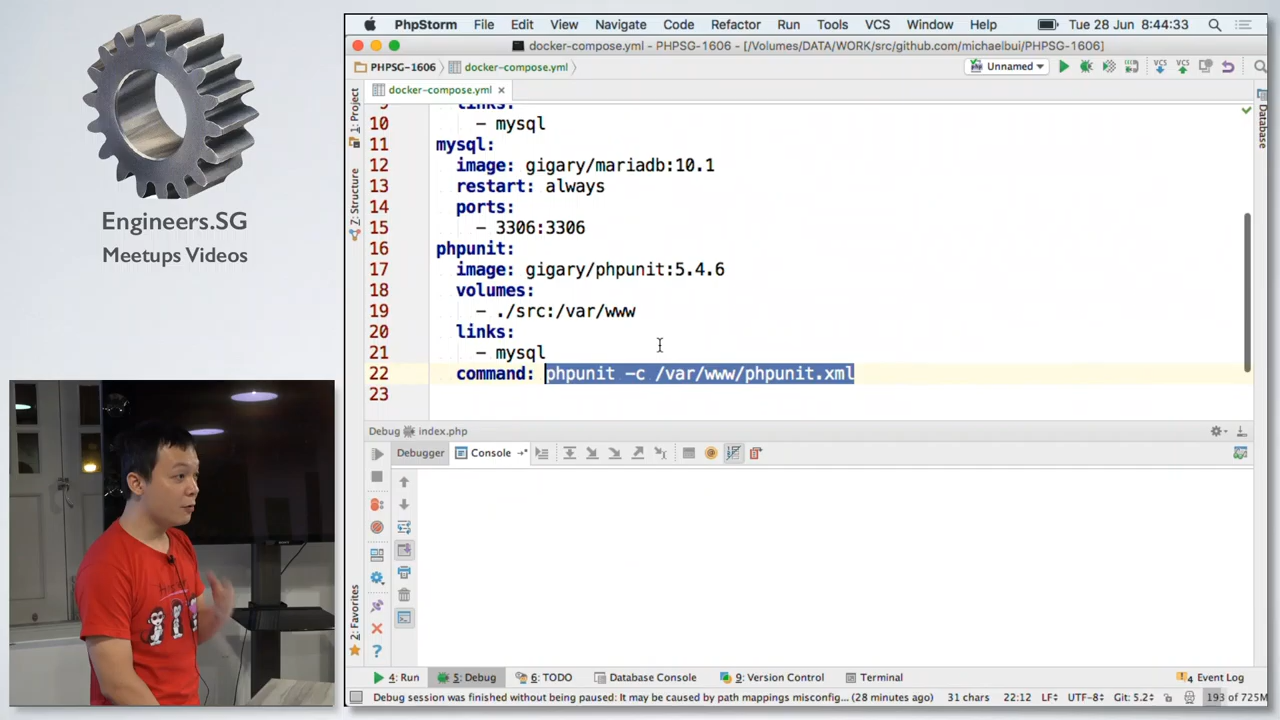 Engineers.SG
Meetups Videos
PhpStorm File Edit View Navigate Code Refactor Run Tools VCS Window Help Tue 28 Jun 8:44:33
docker-compose.yml - PHPSG-1606 - [/Volumes/DATA/WORK/src/github.com/michaelbui/PHPSG-1606]
PHPSG-1606 docker-compose.yml Unnamed VCS VCS
docker-compose.yml
1: Project
Z: Structure
2: Favorites
Database
9 links:
10 - mysql
11 mysql:
12 image: gigary/mariadb:10.1
13 restart: always
14 ports:
15 - 3306:3306
16 phpunit:
17 image: gigary/phpunit:5.4.6
18 volumes:
19 - ./src:/var/www
20 links:
21 - mysql
22 command: phpunit -c /var/www/phpunit.xml
23
Debug index.php
Debugger Console
4: Run 5: Debug 6: TODO Database Console 9: Version Control Terminal 4 Event Log
Debug session was finished without being paused: It may be caused by path mappings misconfig... (28 minutes ago) 31 chars 22:12 LF÷ UTF-8÷ Git: 5.2÷ 193 of 725M